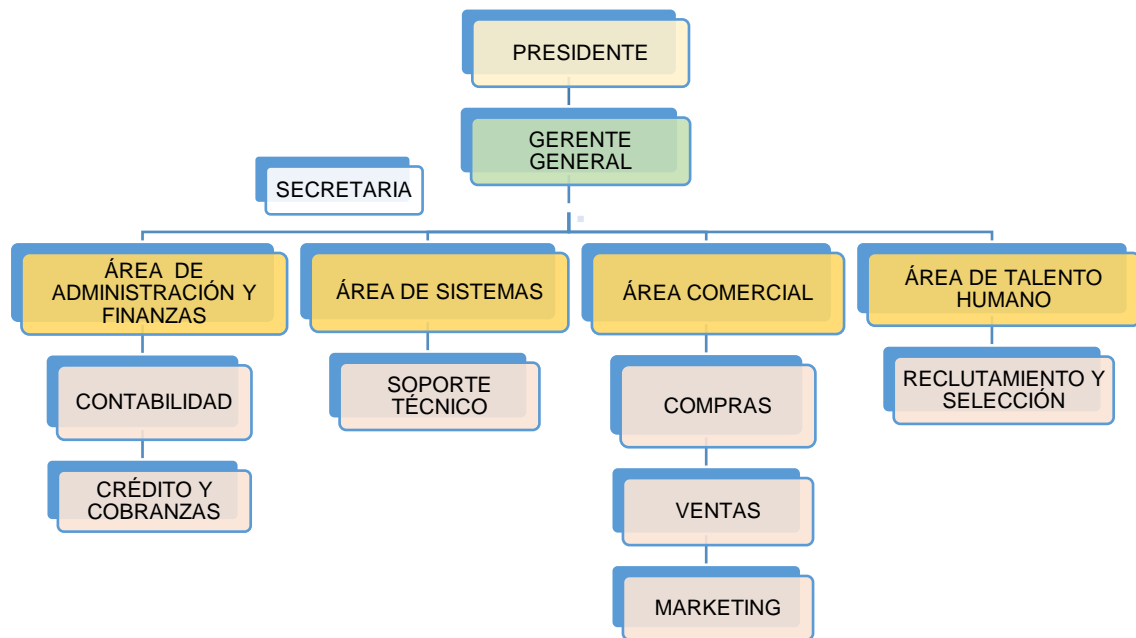 PRESIDENTE
GERENTE
GENERAL
SECRETARIA
ÁREA DE
ADMINISTRACIÓN Y
FINANZAS
ÁREA DE SISTEMAS
ÁREA COMERCIAL
ÁREA DE TALENTO
HUMANO
CONTABILIDAD
SOPORTE
TÉCNICO
COMPRAS
RECLUTAMIENTO Y
SELECCIÓN
CRÉDITO Y
COBRANZAS
VENTAS
MARKETING